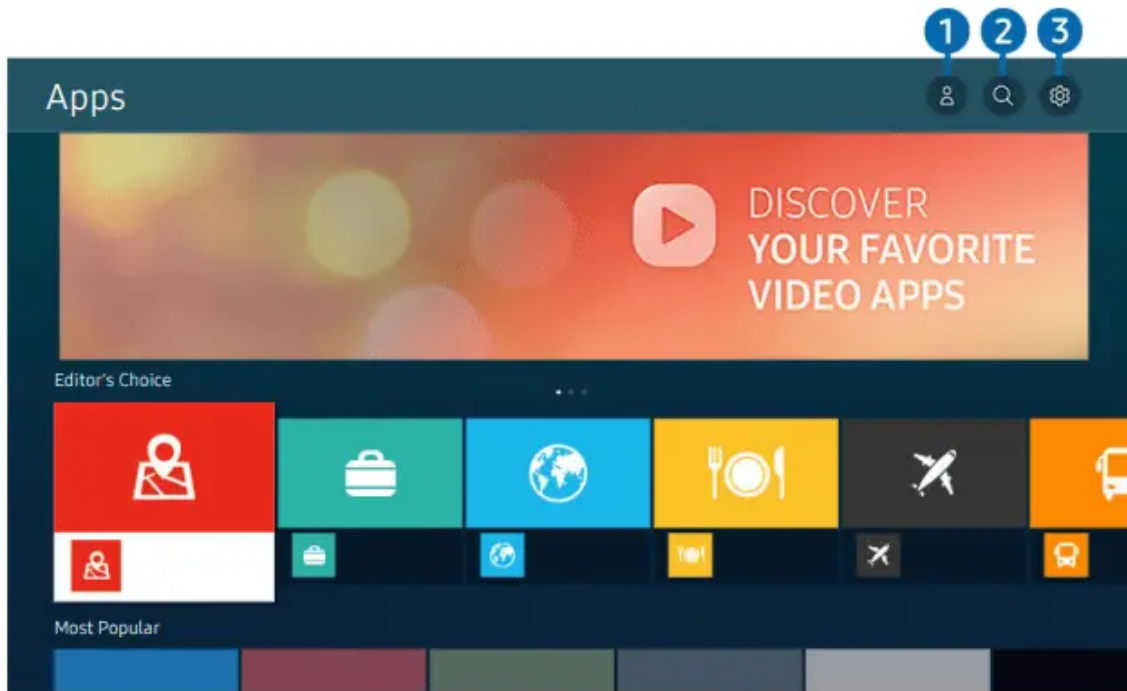 1 2 3
Apps
DISCOVER
YOUR FAVORITE
VIDEO APPS
Editor's Choice
Most Popular